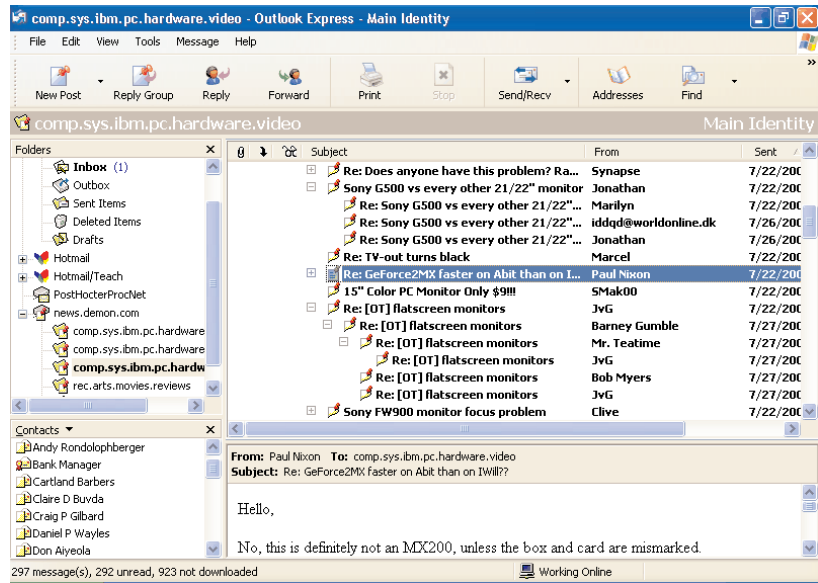 comp.sys.ibm.pc.hardware.video - Outlook Express - Main Identity
File Edit View Tools Message Help
New Post Reply Group Reply Forward Print Stop Send/Recv Addresses Find
comp.sys.ibm.pc.hardware.video Main Identity
Folders
Inbox (1)
Outbox
Sent Items
Deleted Items
Drafts
Hotmail
Hotmail/Teach
PostHocterProcNet
news.demon.com
comp.sys.ibm.pc.hardware
comp.sys.ibm.pc.hardware
comp.sys.ibm.pc.hardw
rec.arts.movies.reviews
Contacts
Andy Rondolophberger
Bank Manager
Cartland Barbers
Claire D Buvda
Craig P Gilbard
Daniel P Wayles
Don Aiyeola
Subject From Sent
Re: Does anyone have this problem? Ra... Synapse 7/22/200
Sony G500 vs every other 21/22" monitor Jonathan 7/22/200
Re: Sony G500 vs every other 21/22"... Marilyn 7/22/200
Re: Sony G500 vs every other 21/22"... iddqd@worldonline.dk 7/26/200
Re: Sony G500 vs every other 21/22"... Jonathan 7/26/200
Re: TV-out turns black Marcel 7/22/200
Re: GeForce2MX faster on Abit than on I... Paul Nixon 7/22/200
15" Color PC Monitor Only $9!!! SMak00 7/22/200
Re: [OT] flatscreen monitors JvG 7/22/200
Re: [OT] flatscreen monitors Barney Gumble 7/27/200
Re: [OT] flatscreen monitors Mr. Teatime 7/27/200
Re: [OT] flatscreen monitors JvG 7/27/200
Re: [OT] flatscreen monitors Bob Myers 7/27/200
Re: [OT] flatscreen monitors JvG 7/27/200
Sony FW900 monitor focus problem Clive 7/22/200
From: Paul Nixon To: comp.sys.ibm.pc.hardware.video
Subject: Re: GeForce2MX faster on Abit than on IWill??
Hello,
No, this is definitely not an MX200, unless the box and card are mismarked.
297 message(s), 292 unread, 923 not downloaded Working Online